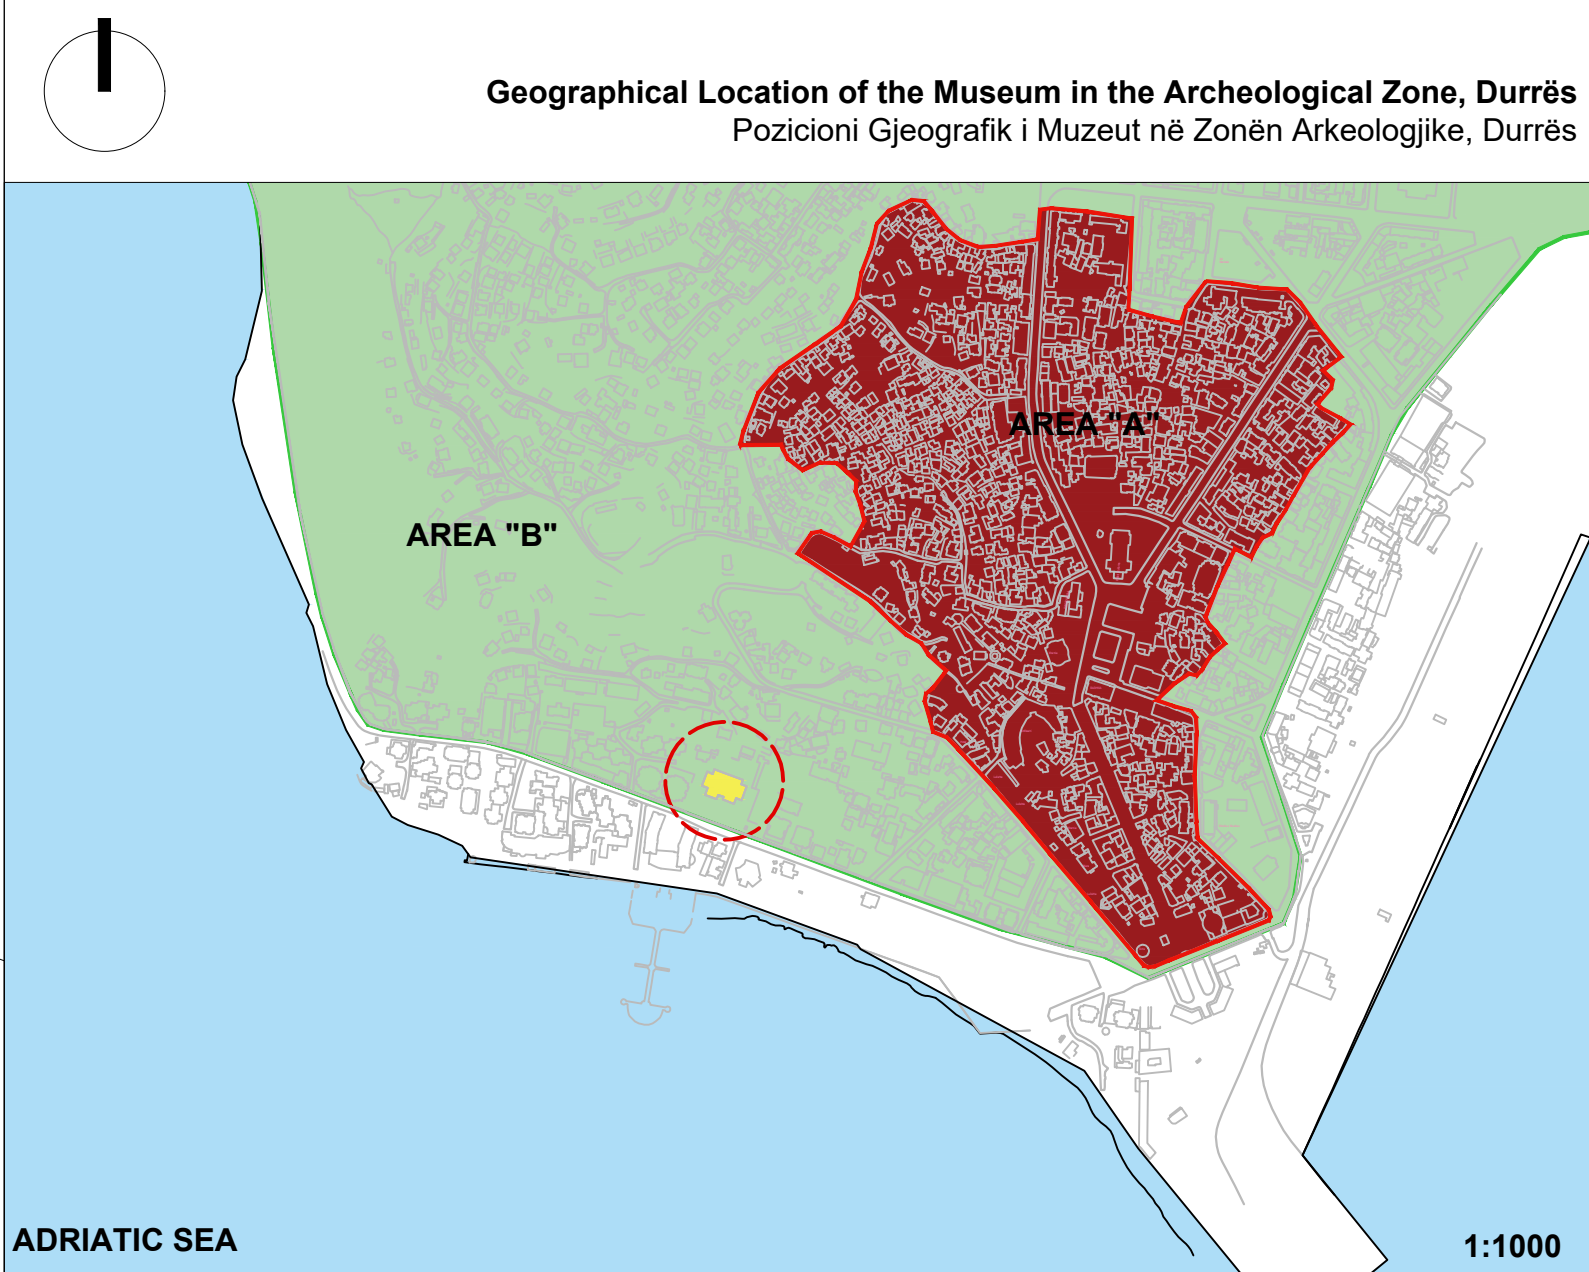 Geographical Location of the Museum in the Archeological Zone, Durrës
Pozicioni Gjeografik i Muzeut në Zonën Arkeologjike, Durrës
AREA "A"
AREA "B"
ADRIATIC SEA
1:1000